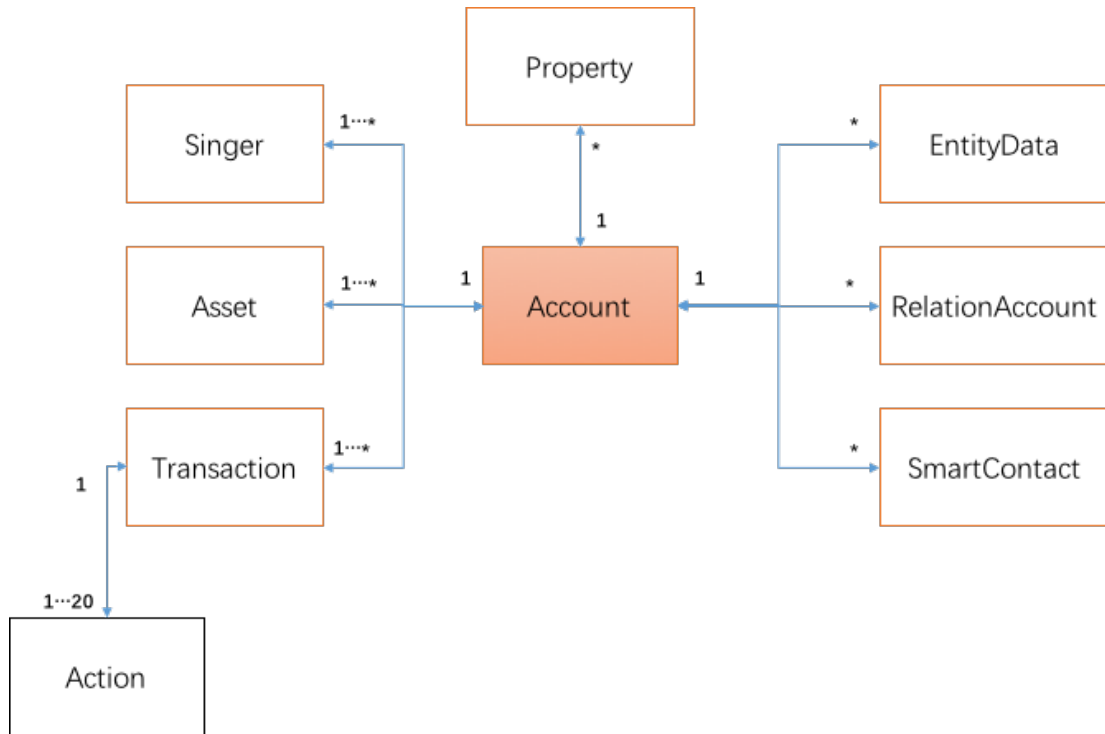 Property
Singer
1···*
*
*
EntityData
1
Asset
1···*
1
Account
1
*
RelationAccount
Transaction
1···*
*
SmartContact
1
1···20
Action